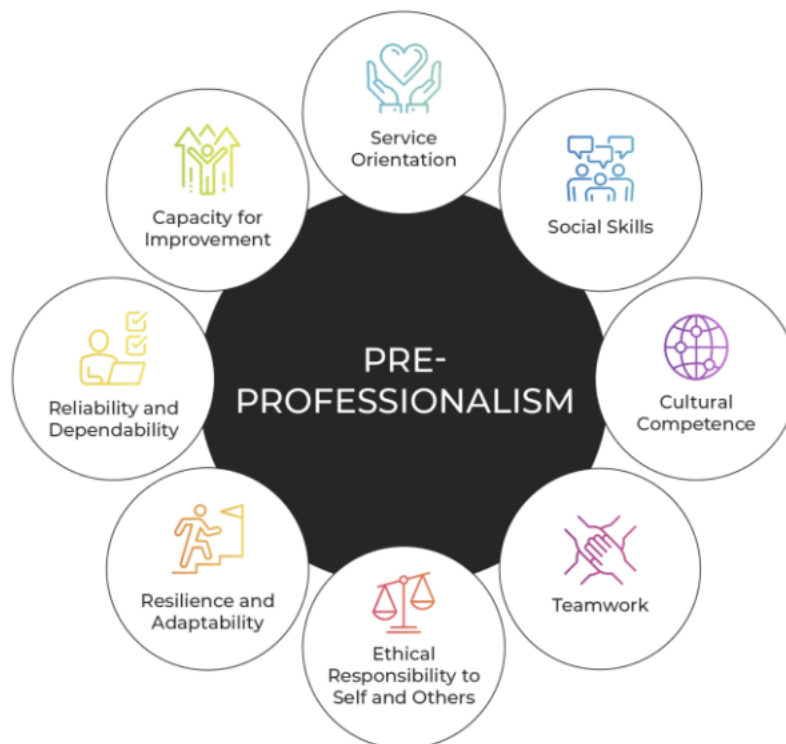 Service
Orientation
Social Skills
Cultural
Competence
Teamwork
Ethical
Responsibility to
Self and Others
Resilience and
Adaptability
Reliability and
Dependability
Capacity for
Improvement
PRE-
PROFESSIONALISM